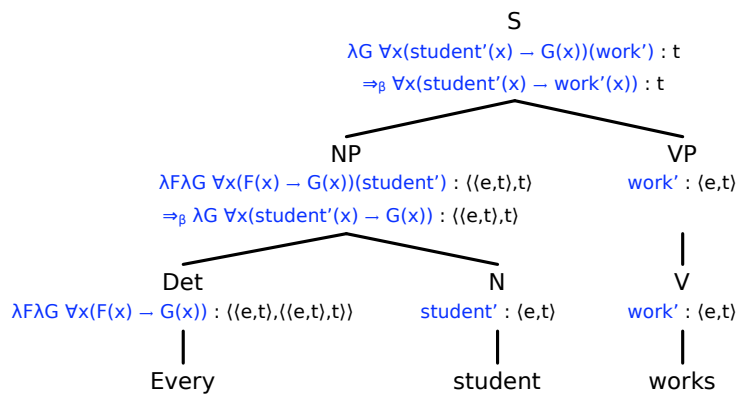 S
λG ∀x(student’(x) → G(x))(work’) : t
⇒β ∀x(student’(x) → work’(x)) : t
NP VP
λFλG ∀x(F(x) → G(x))(student’) : ⟨⟨e,t⟩,t⟩ work’ : ⟨e,t⟩
⇒β λG ∀x(student’(x) → G(x)) : ⟨⟨e,t⟩,t⟩
Det N V
λFλG ∀x(F(x) → G(x)) : ⟨⟨e,t⟩,⟨⟨e,t⟩,t⟩⟩ student’ : ⟨e,t⟩ work’ : ⟨e,t⟩
Every student works